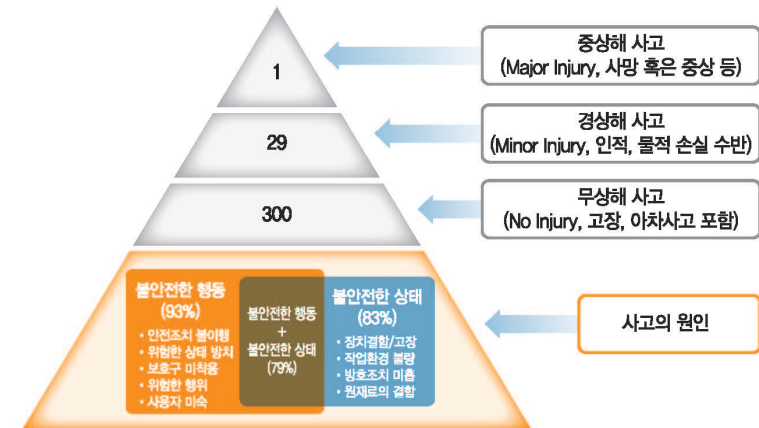 1
중상해 사고
(Major Injury, 사망 혹은 중상 등)
29
경상해 사고
(Minor Injury, 인적, 물적 손실 수반)
300
무상해 사고
(No Injury, 고장, 아차사고 포함)
불안전한 행동
(93%)
• 안전조치 불이행
• 위험한 상태 방치
• 보호구 미착용
• 위험한 행위
• 사용자 미숙
불안전한 행동
+
불안전한 상태
(79%)
불안전한 상태
(83%)
• 장치결함/고장
• 작업환경 불량
• 방호조치 미흡
• 원재료의 결함
사고의 원인